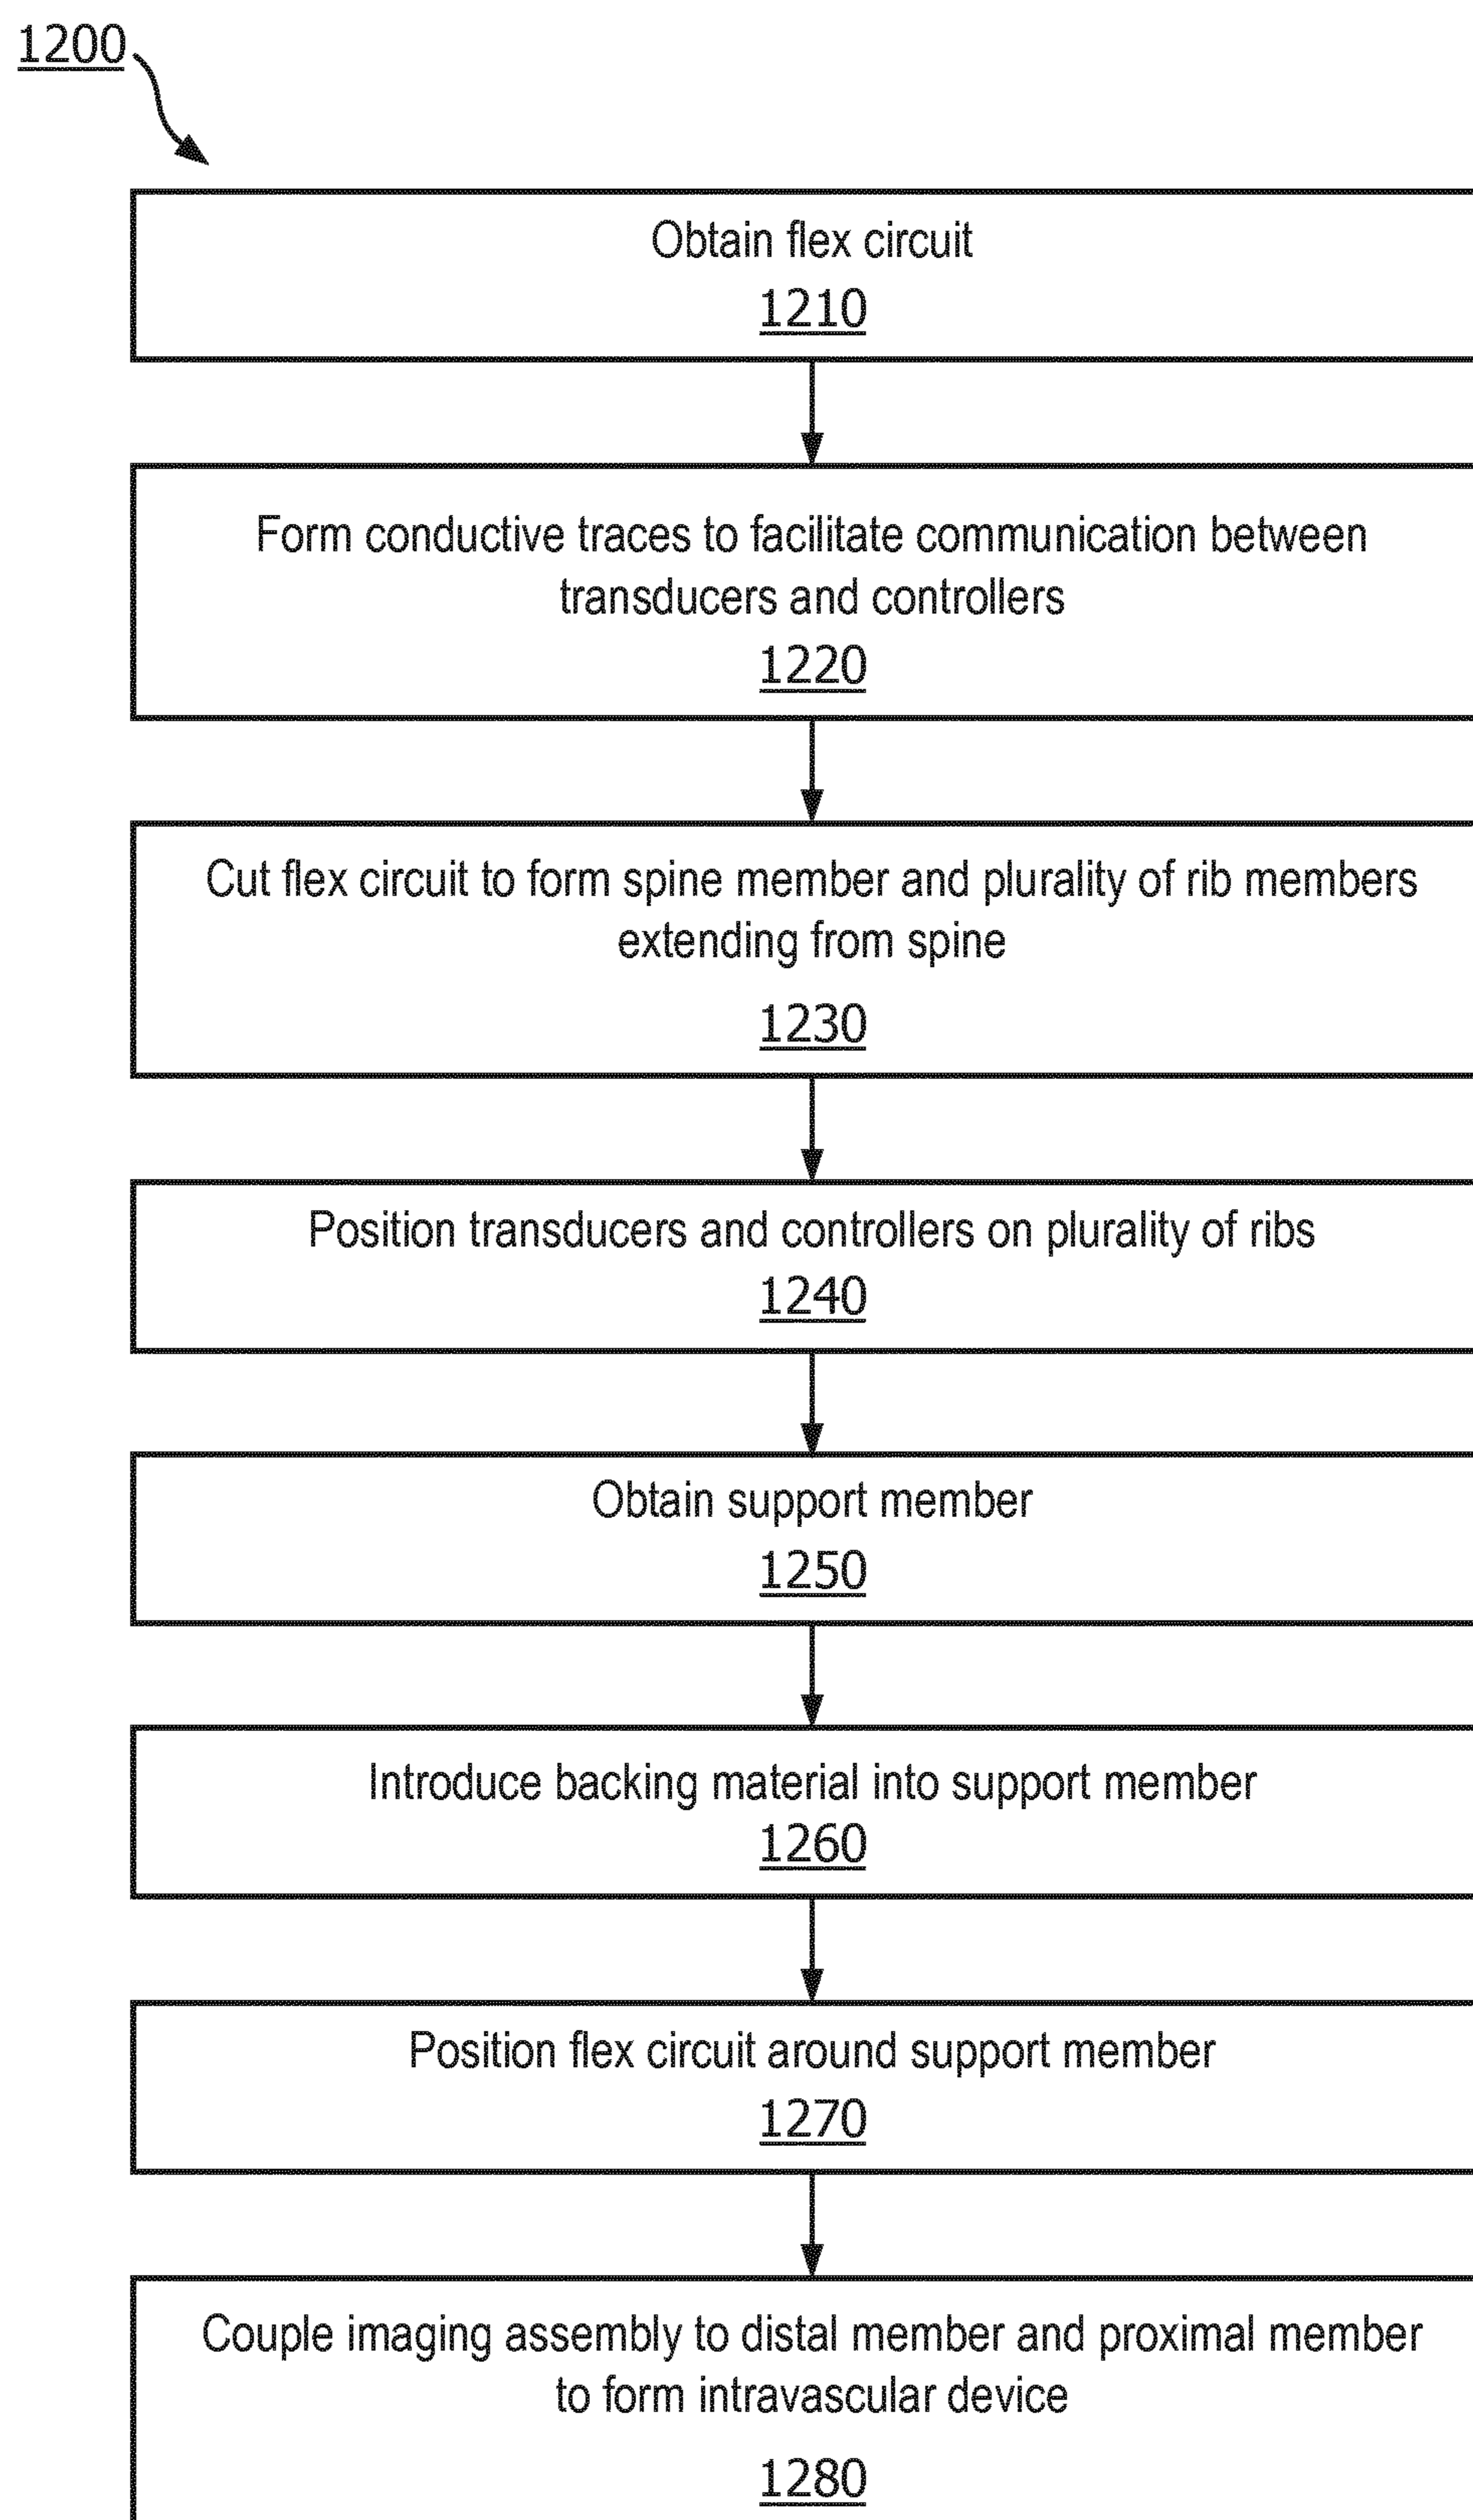 1200
Obtain flex circuit
1210
Form conductive traces to facilitate communication between
transducers and controllers
1220
Cut flex circuit to form spine member and plurality of rib members
extending from spine
1230
Position transducers and controllers on plurality of ribs
1240
Obtain support member
1250
Introduce backing material into support member
1260
Position flex circuit around support member
1270
Couple imaging assembly to distal member and proximal member
to form intravascular device
1280